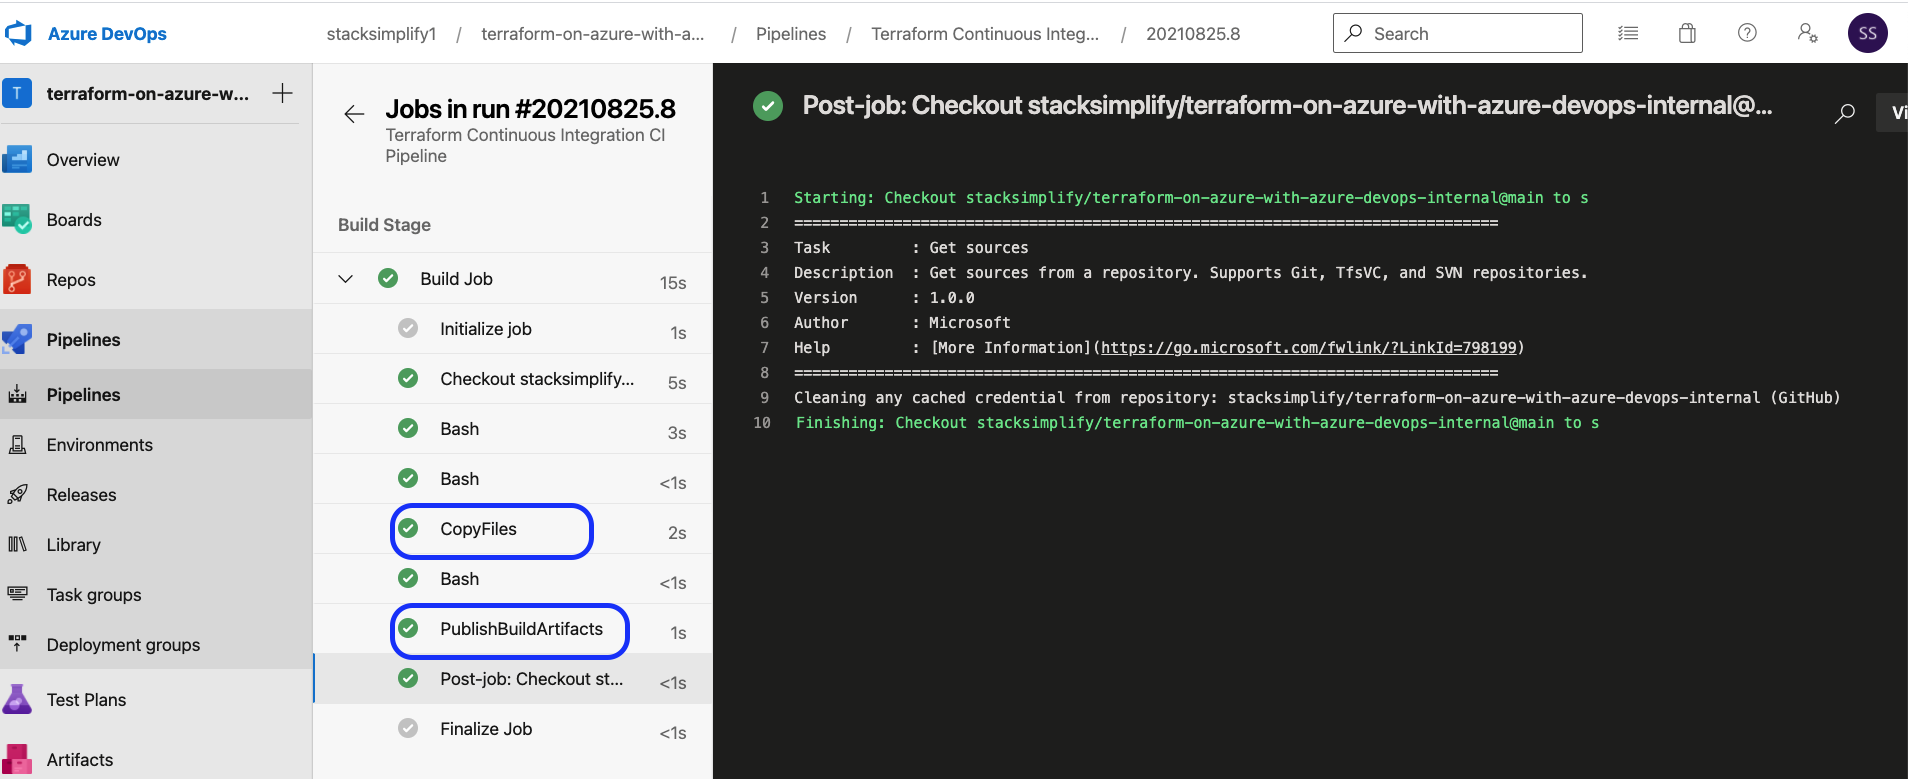 Azure DevOps
stacksimplify1 / terraform-on-azure-with-a... / Pipelines / Terraform Continuous Integ... / 20210825.8
Search
SS
T terraform-on-azure-w...
Overview
Boards
Repos
Pipelines
Pipelines
Environments
Releases
Library
Task groups
Deployment groups
Test Plans
Artifacts
Jobs in run #20210825.8
Terraform Continuous Integration CI
Pipeline
Build Stage
Build Job 15s
Initialize job 1s
Checkout stacksimplify... 5s
Bash 3s
Bash <1s
CopyFiles 2s
Bash <1s
PublishBuildArtifacts 1s
Post-job: Checkout st... <1s
Finalize Job <1s
Post-job: Checkout stacksimplify/terraform-on-azure-with-azure-devops-internal@...
Vi
1 Starting: Checkout stacksimplify/terraform-on-azure-with-azure-devops-internal@main to s
2 ==============================================================================
3 Task         : Get sources
4 Description  : Get sources from a repository. Supports Git, TfsVC, and SVN repositories.
5 Version      : 1.0.0
6 Author       : Microsoft
7 Help         : [More Information](https://go.microsoft.com/fwlink/?LinkId=798199)
8 ==============================================================================
9 Cleaning any cached credential from repository: stacksimplify/terraform-on-azure-with-azure-devops-internal (GitHub)
10 Finishing: Checkout stacksimplify/terraform-on-azure-with-azure-devops-internal@main to s